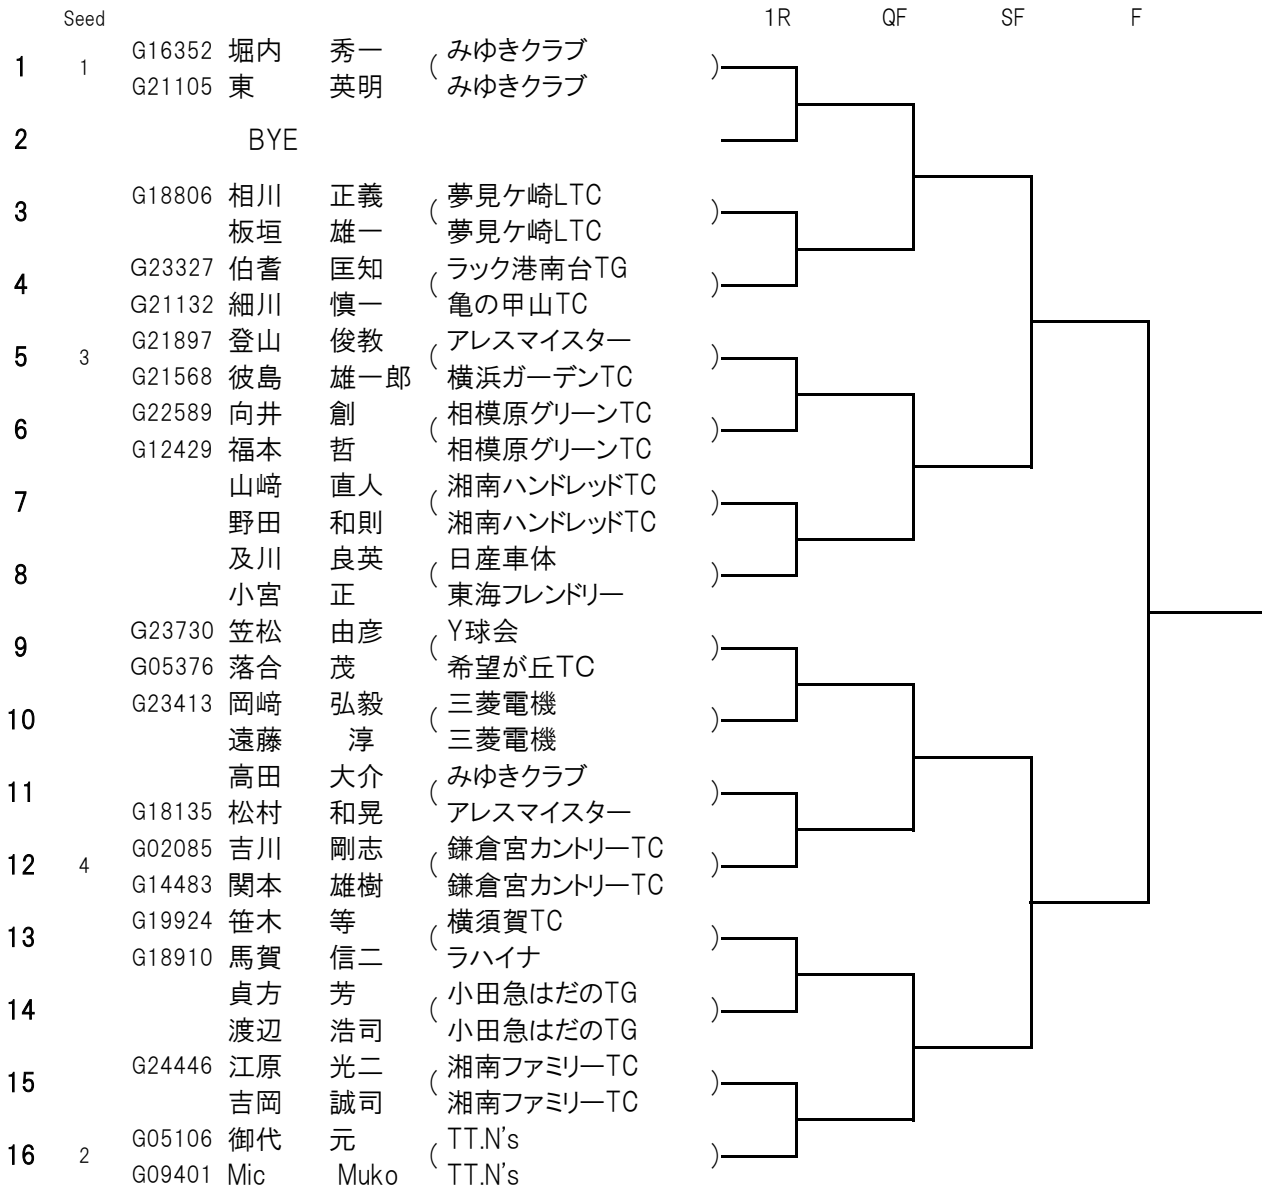 Seed 1R QF SF F
G16352 堀内 秀一 みゆきクラブ
1 1 ( )
G21105 東 英明 みゆきクラブ
2 BYE
G18806 相川 正義 夢見ケ崎LTC
3 ( )
板垣 雄一 夢見ケ崎LTC
G23327 伯耆 匡知 ラック港南台TG
4 ( )
G21132 細川 慎一 亀の甲山TC
G21897 登山 俊教 アレスマイスター
5 3 ( )
G21568 彼島 雄一郎 横浜ガーデンTC
G22589 向井 創 相模原グリーンTC
6 ( )
G12429 福本 哲 相模原グリーンTC
山﨑 直人 湘南ハンドレッドTC
7 ( )
野田 和則 湘南ハンドレッドTC
及川 良英 日産車体
8 ( )
小宮 正 東海フレンドリー
G23730 笠松 由彦 Y球会
9 ( )
G05376 落合 茂 希望が丘TC
G23413 岡﨑 弘毅 三菱電機
10 ( )
遠藤 淳 三菱電機
高田 大介 みゆきクラブ
11 ( )
G18135 松村 和晃 アレスマイスター
G02085 吉川 剛志 鎌倉宮カントリーTC
12 4 ( )
G14483 関本 雄樹 鎌倉宮カントリーTC
G19924 笹木 等 横須賀TC
13 ( )
G18910 馬賀 信二 ラハイナ
貞方 芳 小田急はだのTG
14 ( )
渡辺 浩司 小田急はだのTG
G24446 江原 光二 湘南ファミリーTC
15 ( )
吉岡 誠司 湘南ファミリーTC
G05106 御代 元 TT.N's
16 2 ( )
G09401 Mic Muko TT.N's